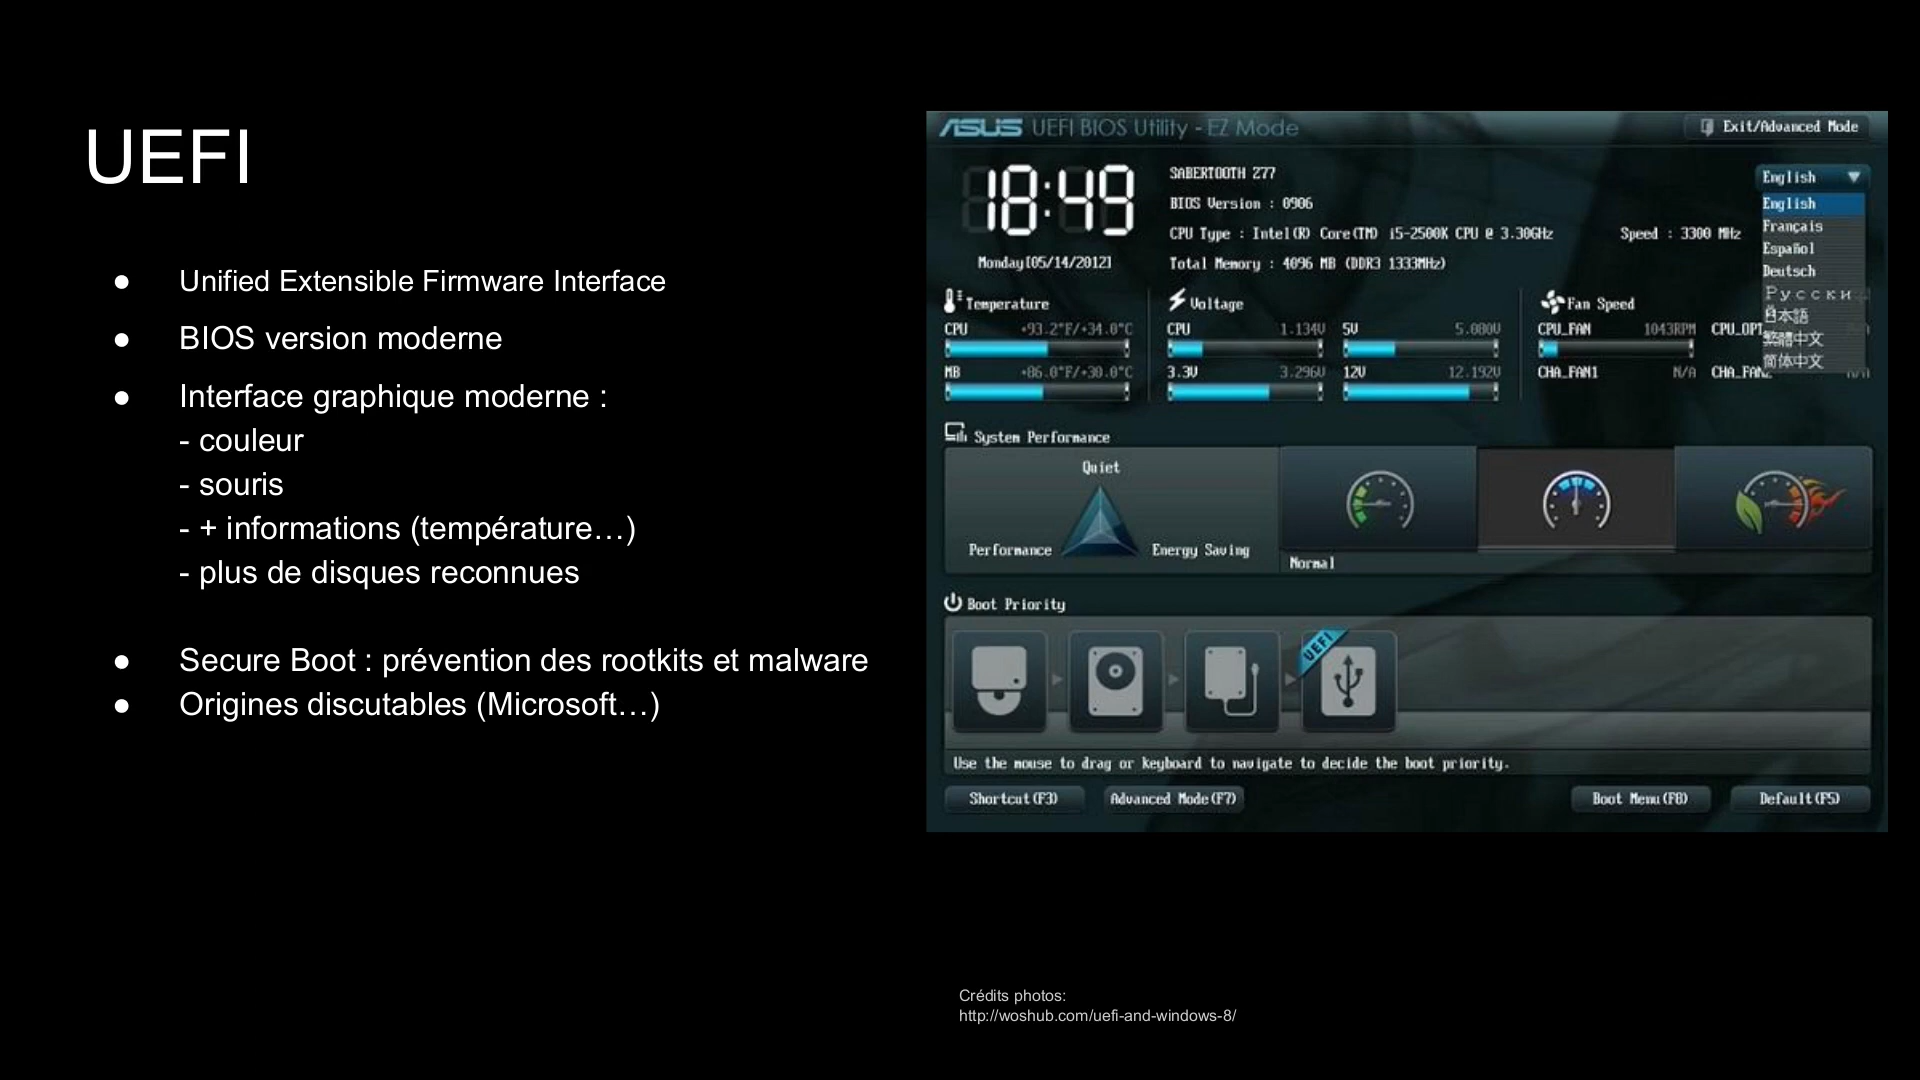 UEFI
● Unified Extensible Firmware Interface
● BIOS version moderne
● Interface graphique moderne :
- couleur
- souris
- + informations (température…)
- plus de disques reconnues
● Secure Boot : prévention des rootkits et malware
● Origines discutables (Microsoft…)
ASUS UEFI BIOS Utility - EZ Mode
Exit/Advanced Mode
18:49
Monday[05/14/2012]
SABERTOOTH Z77
BIOS Version : 0906
CPU Type : Intel(R) Core(TM) i5-2500K CPU @ 3.30GHz Speed : 3300 MHz
Total Memory : 4096 MB (DDR3 1333MHz)
English
English
Français
Español
Deutsch
Русски
日本語
繁體中文
简体中文
Temperature
CPU +93.2°F/+34.0°C
MB +86.0°F/+30.0°C
Voltage
CPU 1.134V 5V 5.080V
3.3V 3.296V 12V 12.192V
Fan Speed
CPU_FAN 1043RPM CPU_OPT
CHA_FAN1 N/A CHA_FAN2 N/A
System Performance
Quiet
Performance Energy Saving
Normal
Boot Priority
UEFI
Use the mouse to drag or keyboard to navigate to decide the boot priority.
Shortcut(F3) Advanced Mode(F7) Boot Menu(F8) Default(F5)
Crédits photos:
http://woshub.com/uefi-and-windows-8/